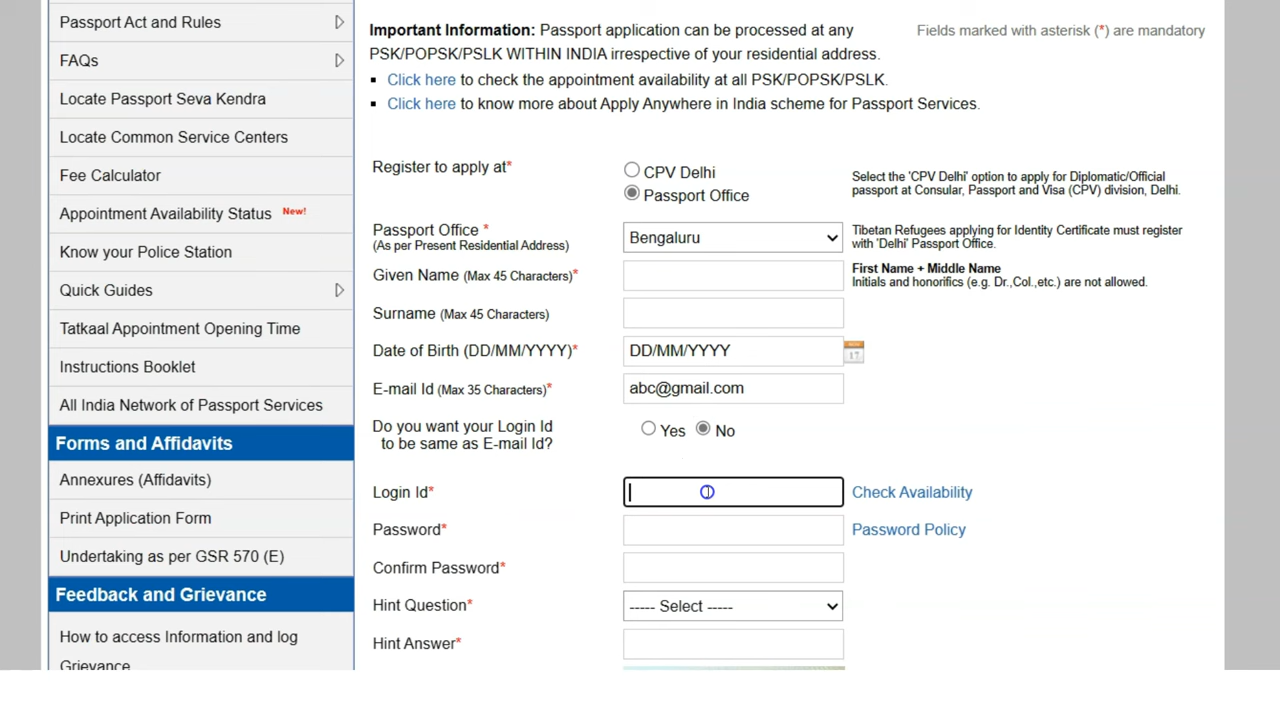 Passport Act and Rules
FAQs
Locate Passport Seva Kendra
Locate Common Service Centers
Fee Calculator
Appointment Availability Status New!
Know your Police Station
Quick Guides
Tatkaal Appointment Opening Time
Instructions Booklet
All India Network of Passport Services
Forms and Affidavits
Annexures (Affidavits)
Print Application Form
Undertaking as per GSR 570 (E)
Feedback and Grievance
How to access Information and log
Grievance
Important Information: Passport application can be processed at any
PSK/POPSK/PSLK WITHIN INDIA irrespective of your residential address.
Fields marked with asterisk (*) are mandatory
Click here to check the appointment availability at all PSK/POPSK/PSLK.
Click here to know more about Apply Anywhere in India scheme for Passport Services.
Register to apply at*
CPV Delhi
Passport Office
Select the 'CPV Delhi' option to apply for Diplomatic/Official
passport at Consular, Passport and Visa (CPV) division, Delhi.
Passport Office *
(As per Present Residential Address)
Bengaluru
Tibetan Refugees applying for Identity Certificate must register
with 'Delhi' Passport Office.
Given Name (Max 45 Characters)*
First Name + Middle Name
Initials and honorifics (e.g. Dr.,Col.,etc.) are not allowed.
Surname (Max 45 Characters)
Date of Birth (DD/MM/YYYY)* DD/MM/YYYY
17
E-mail Id (Max 35 Characters)* abc@gmail.com
Do you want your Login Id
to be same as E-mail Id?
Yes No
Login Id* Check Availability
Password* Password Policy
Confirm Password*
Hint Question* ----- Select -----
Hint Answer*